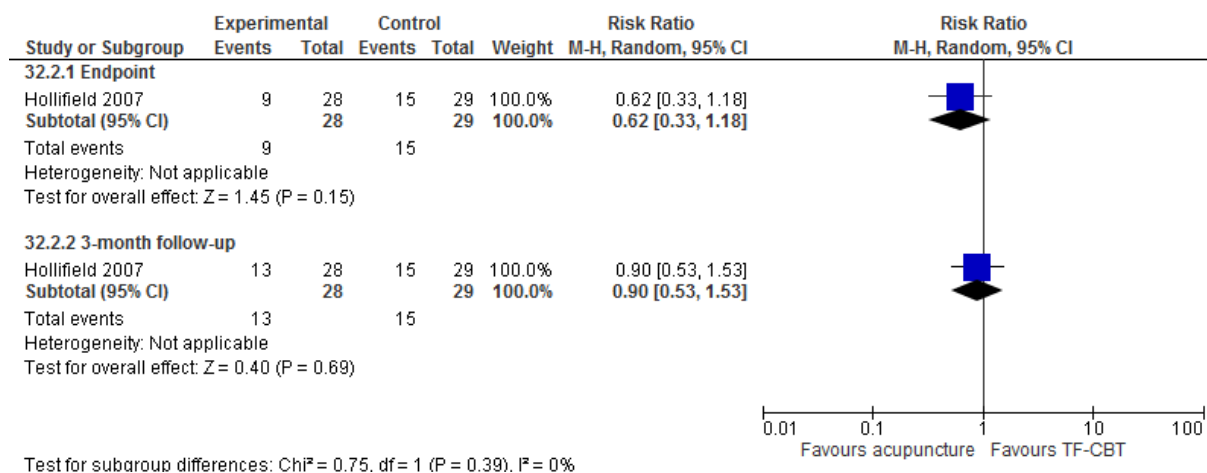 Experimental Control Risk Ratio Risk Ratio
Study or Subgroup Events Total Events Total Weight M-H, Random, 95% CI M-H, Random, 95% CI
32.2.1 Endpoint
Hollifield 2007 9 28 15 29 100.0% 0.62 [0.33, 1.18]
Subtotal (95% CI) 28 29 100.0% 0.62 [0.33, 1.18]
Total events 9 15
Heterogeneity: Not applicable
Test for overall effect: Z = 1.45 (P = 0.15)
32.2.2 3-month follow-up
Hollifield 2007 13 28 15 29 100.0% 0.90 [0.53, 1.53]
Subtotal (95% CI) 28 29 100.0% 0.90 [0.53, 1.53]
Total events 13 15
Heterogeneity: Not applicable
Test for overall effect: Z = 0.40 (P = 0.69)
0.01 0.1 1 10 100
Favours acupuncture Favours TF-CBT
Test for subgroup differences: Chi² = 0.75, df = 1 (P = 0.39), I² = 0%